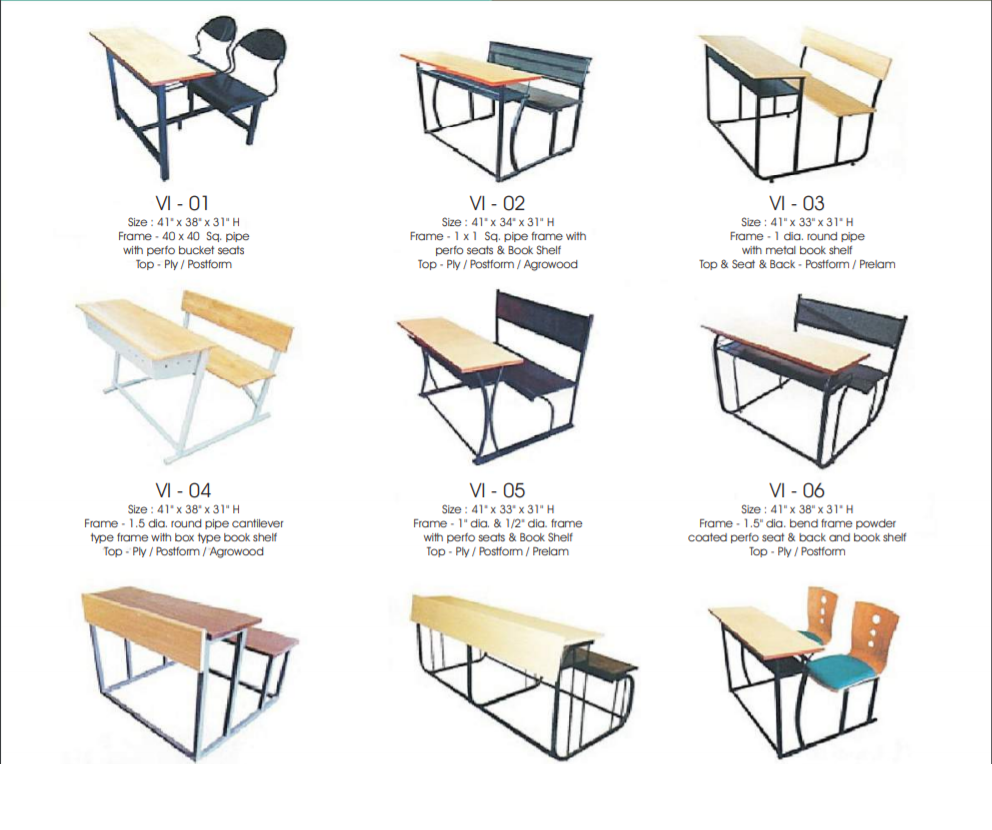 VI - 01
Size : 41" x 38" x 31" H
Frame - 40 x 40 Sq. pipe
with perfo bucket seats
Top - Ply / Postform
VI - 02
Size : 41" x 34" x 31" H
Frame - 1 x 1 Sq. pipe frame with
perfo seats & Book Shelf
Top - Ply / Postform / Agrowood
VI - 03
Size : 41" x 33" x 31" H
Frame - 1 dia. round pipe
with metal book shelf
Top & Seat & Back - Postform / Prelam
VI - 04
Size : 41" x 38" x 31" H
Frame - 1.5 dia. round pipe cantilever
type frame with box type book shelf
Top - Ply / Postform / Agrowood
VI - 05
Size : 41" x 33" x 31" H
Frame - 1" dia. & 1/2" dia. frame
with perfo seats & Book Shelf
Top - Ply / Postform / Prelam
VI - 06
Size : 41" x 38" x 31" H
Frame - 1.5" dia. bend frame powder
coated perfo seat & back and book shelf
Top - Ply / Postform